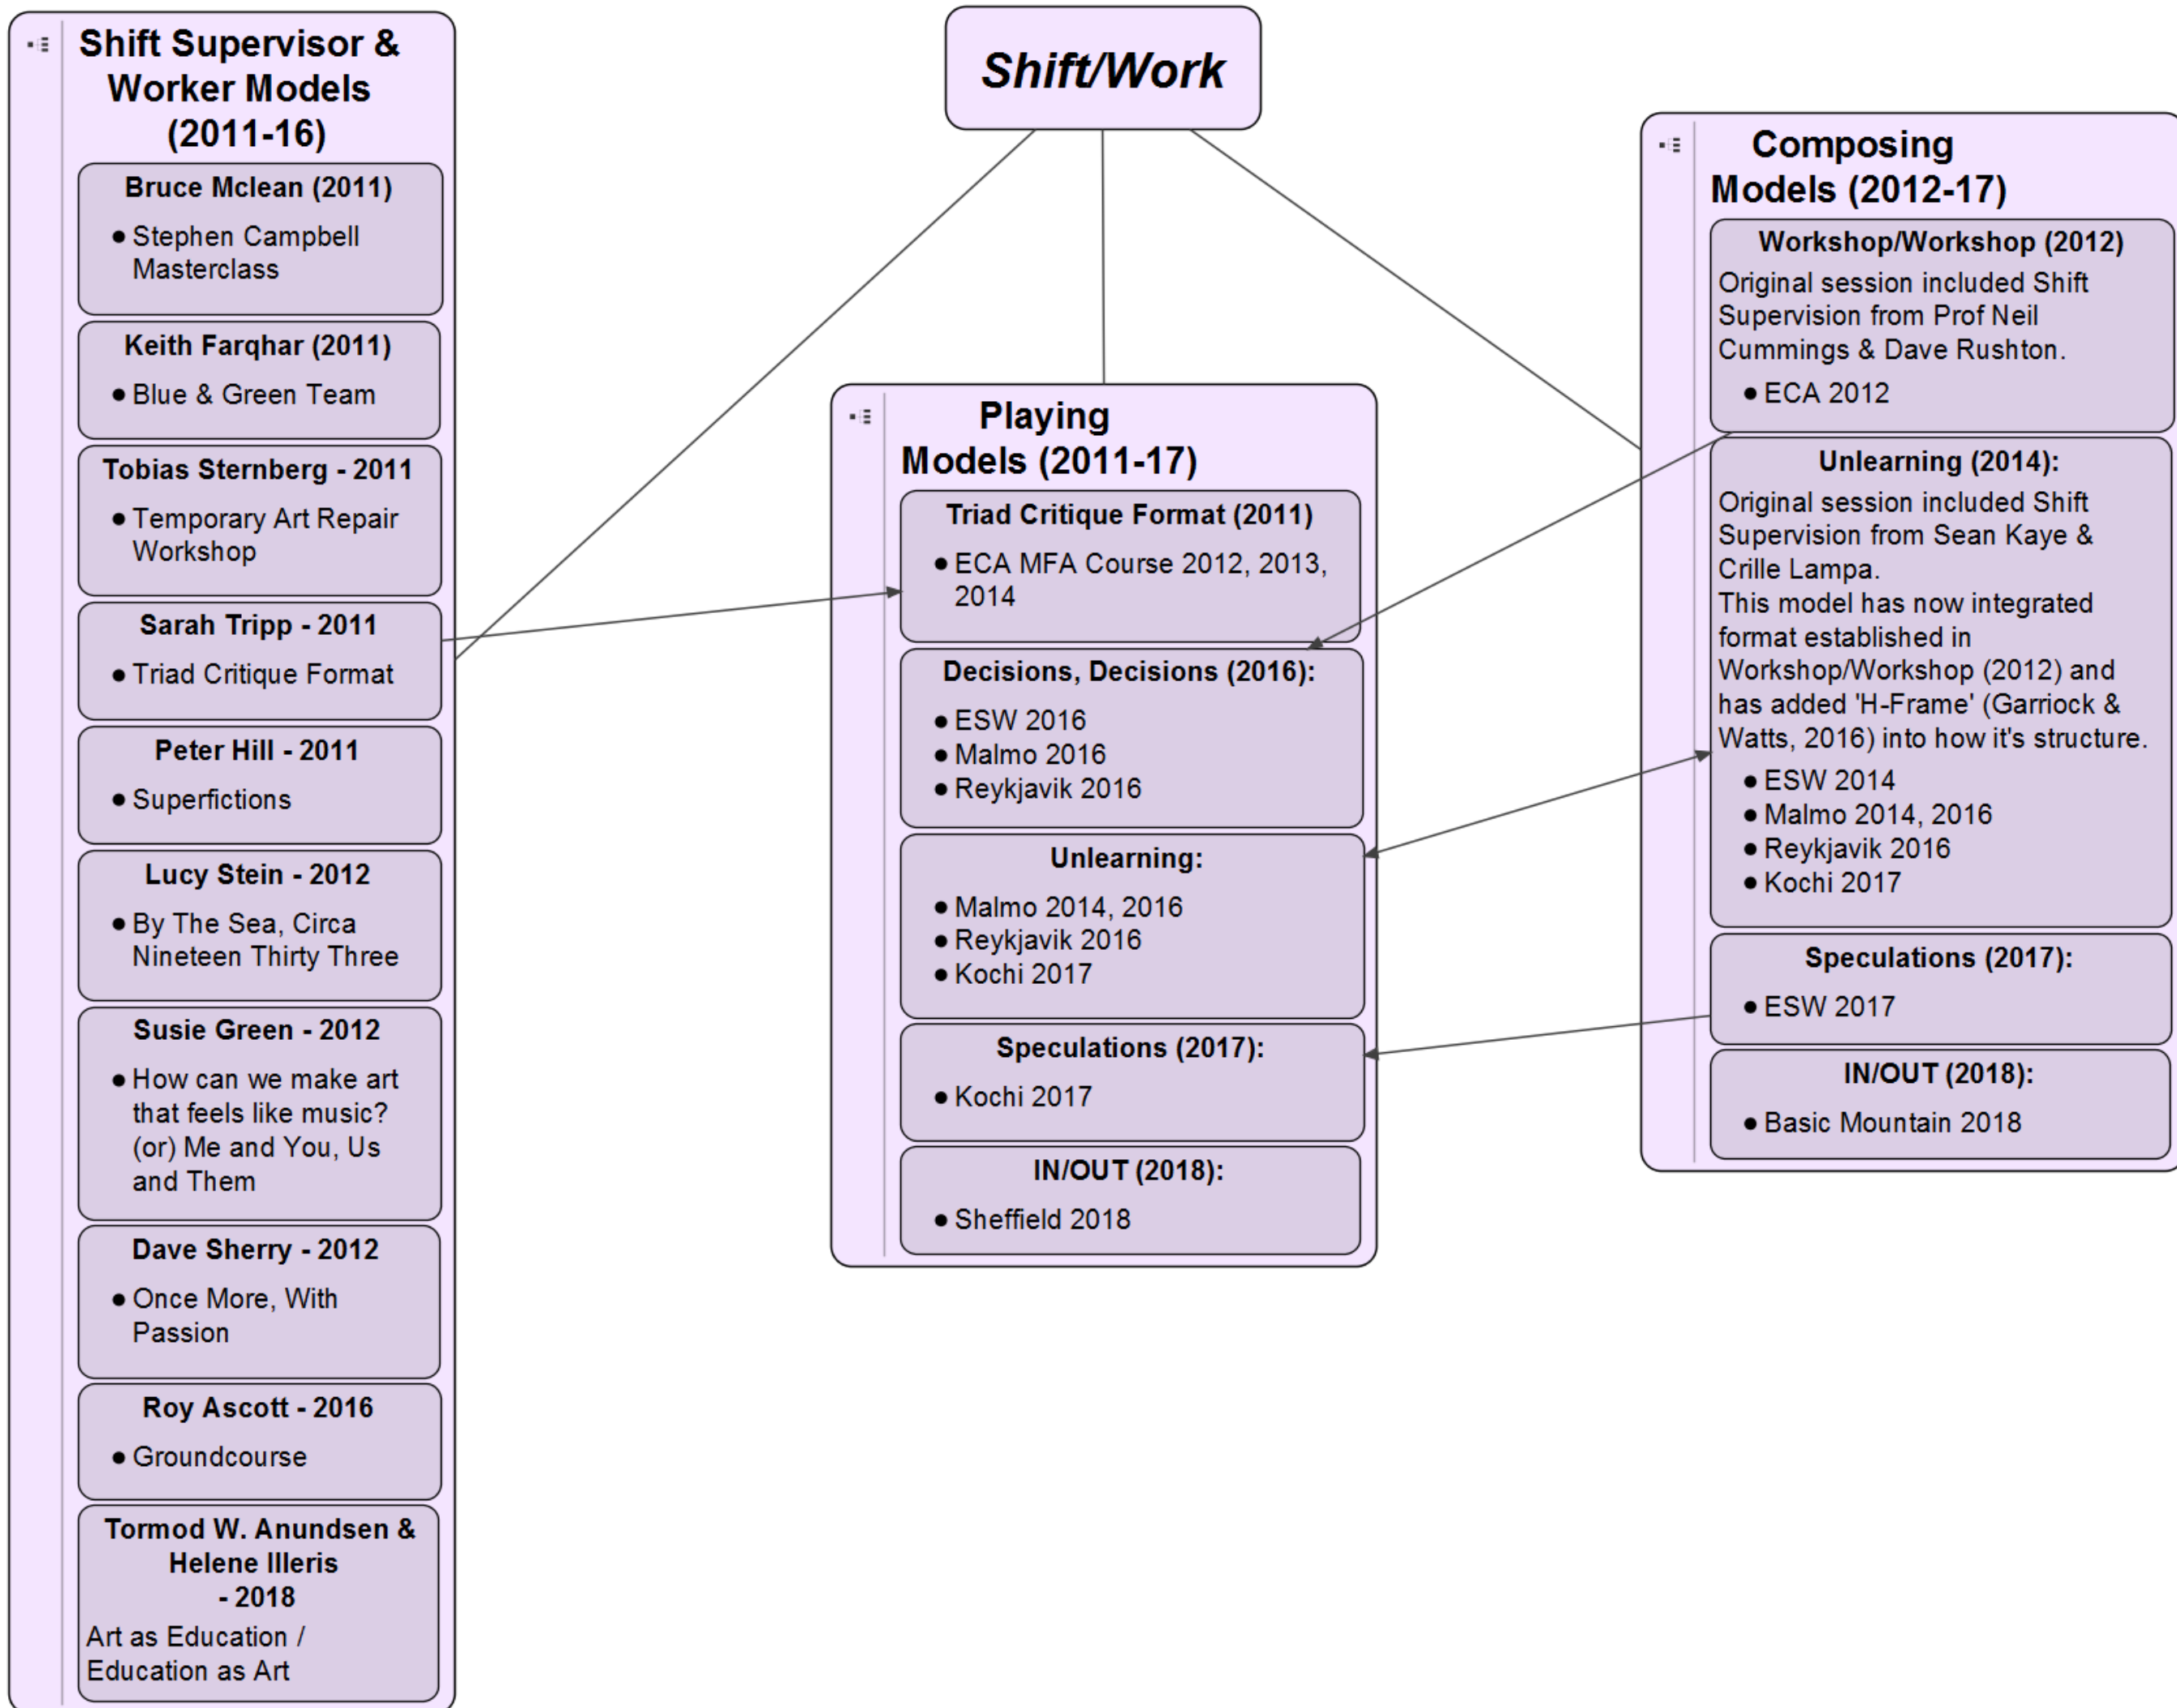 Shift/Work
Shift Supervisor &
Worker Models
(2011-16)
Bruce Mclean (2011)
● Stephen Campbell
Masterclass
Keith Farqhar (2011)
● Blue & Green Team
Tobias Sternberg - 2011
● Temporary Art Repair
Workshop
Sarah Tripp - 2011
● Triad Critique Format
Peter Hill - 2011
● Superfictions
Lucy Stein - 2012
● By The Sea, Circa
Nineteen Thirty Three
Susie Green - 2012
● How can we make art
that feels like music?
(or) Me and You, Us
and Them
Dave Sherry - 2012
● Once More, With
Passion
Roy Ascott - 2016
● Groundcourse
Tormod W. Anundsen &
Helene Illeris
- 2018
Art as Education /
Education as Art
Playing
Models (2011-17)
Triad Critique Format (2011)
● ECA MFA Course 2012, 2013,
2014
Decisions, Decisions (2016):
● ESW 2016
● Malmo 2016
● Reykjavik 2016
Unlearning:
● Malmo 2014, 2016
● Reykjavik 2016
● Kochi 2017
Speculations (2017):
● Kochi 2017
IN/OUT (2018):
● Sheffield 2018
Composing
Models (2012-17)
Workshop/Workshop (2012)
Original session included Shift
Supervision from Prof Neil
Cummings & Dave Rushton.
● ECA 2012
Unlearning (2014):
Original session included Shift
Supervision from Sean Kaye &
Crille Lampa.
This model has now integrated
format established in
Workshop/Workshop (2012) and
has added 'H-Frame' (Garriock &
Watts, 2016) into how it's structure.
● ESW 2014
● Malmo 2014, 2016
● Reykjavik 2016
● Kochi 2017
Speculations (2017):
● ESW 2017
IN/OUT (2018):
● Basic Mountain 2018